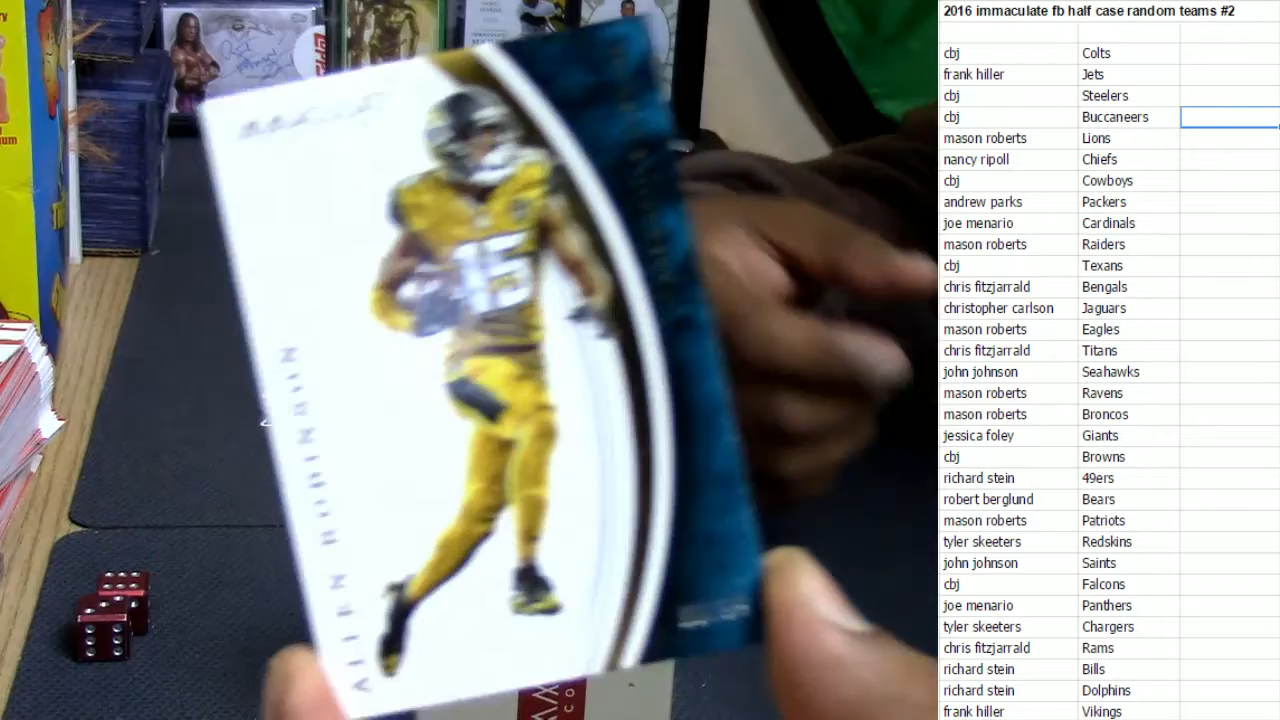 2016 immaculate fb half case random teams #2
cbj Colts
frank hiller Jets
cbj Steelers
cbj Buccaneers
mason roberts Lions
nancy ripoll Chiefs
cbj Cowboys
andrew parks Packers
joe menario Cardinals
mason roberts Raiders
cbj Texans
chris fitzjarrald Bengals
christopher carlson Jaguars
mason roberts Eagles
chris fitzjarrald Titans
john johnson Seahawks
mason roberts Ravens
mason roberts Broncos
jessica foley Giants
cbj Browns
richard stein 49ers
robert berglund Bears
mason roberts Patriots
tyler skeeters Redskins
john johnson Saints
cbj Falcons
joe menario Panthers
tyler skeeters Chargers
chris fitzjarrald Rams
richard stein Bills
richard stein Dolphins
frank hiller Vikings
ALLEN ROBINSON
15